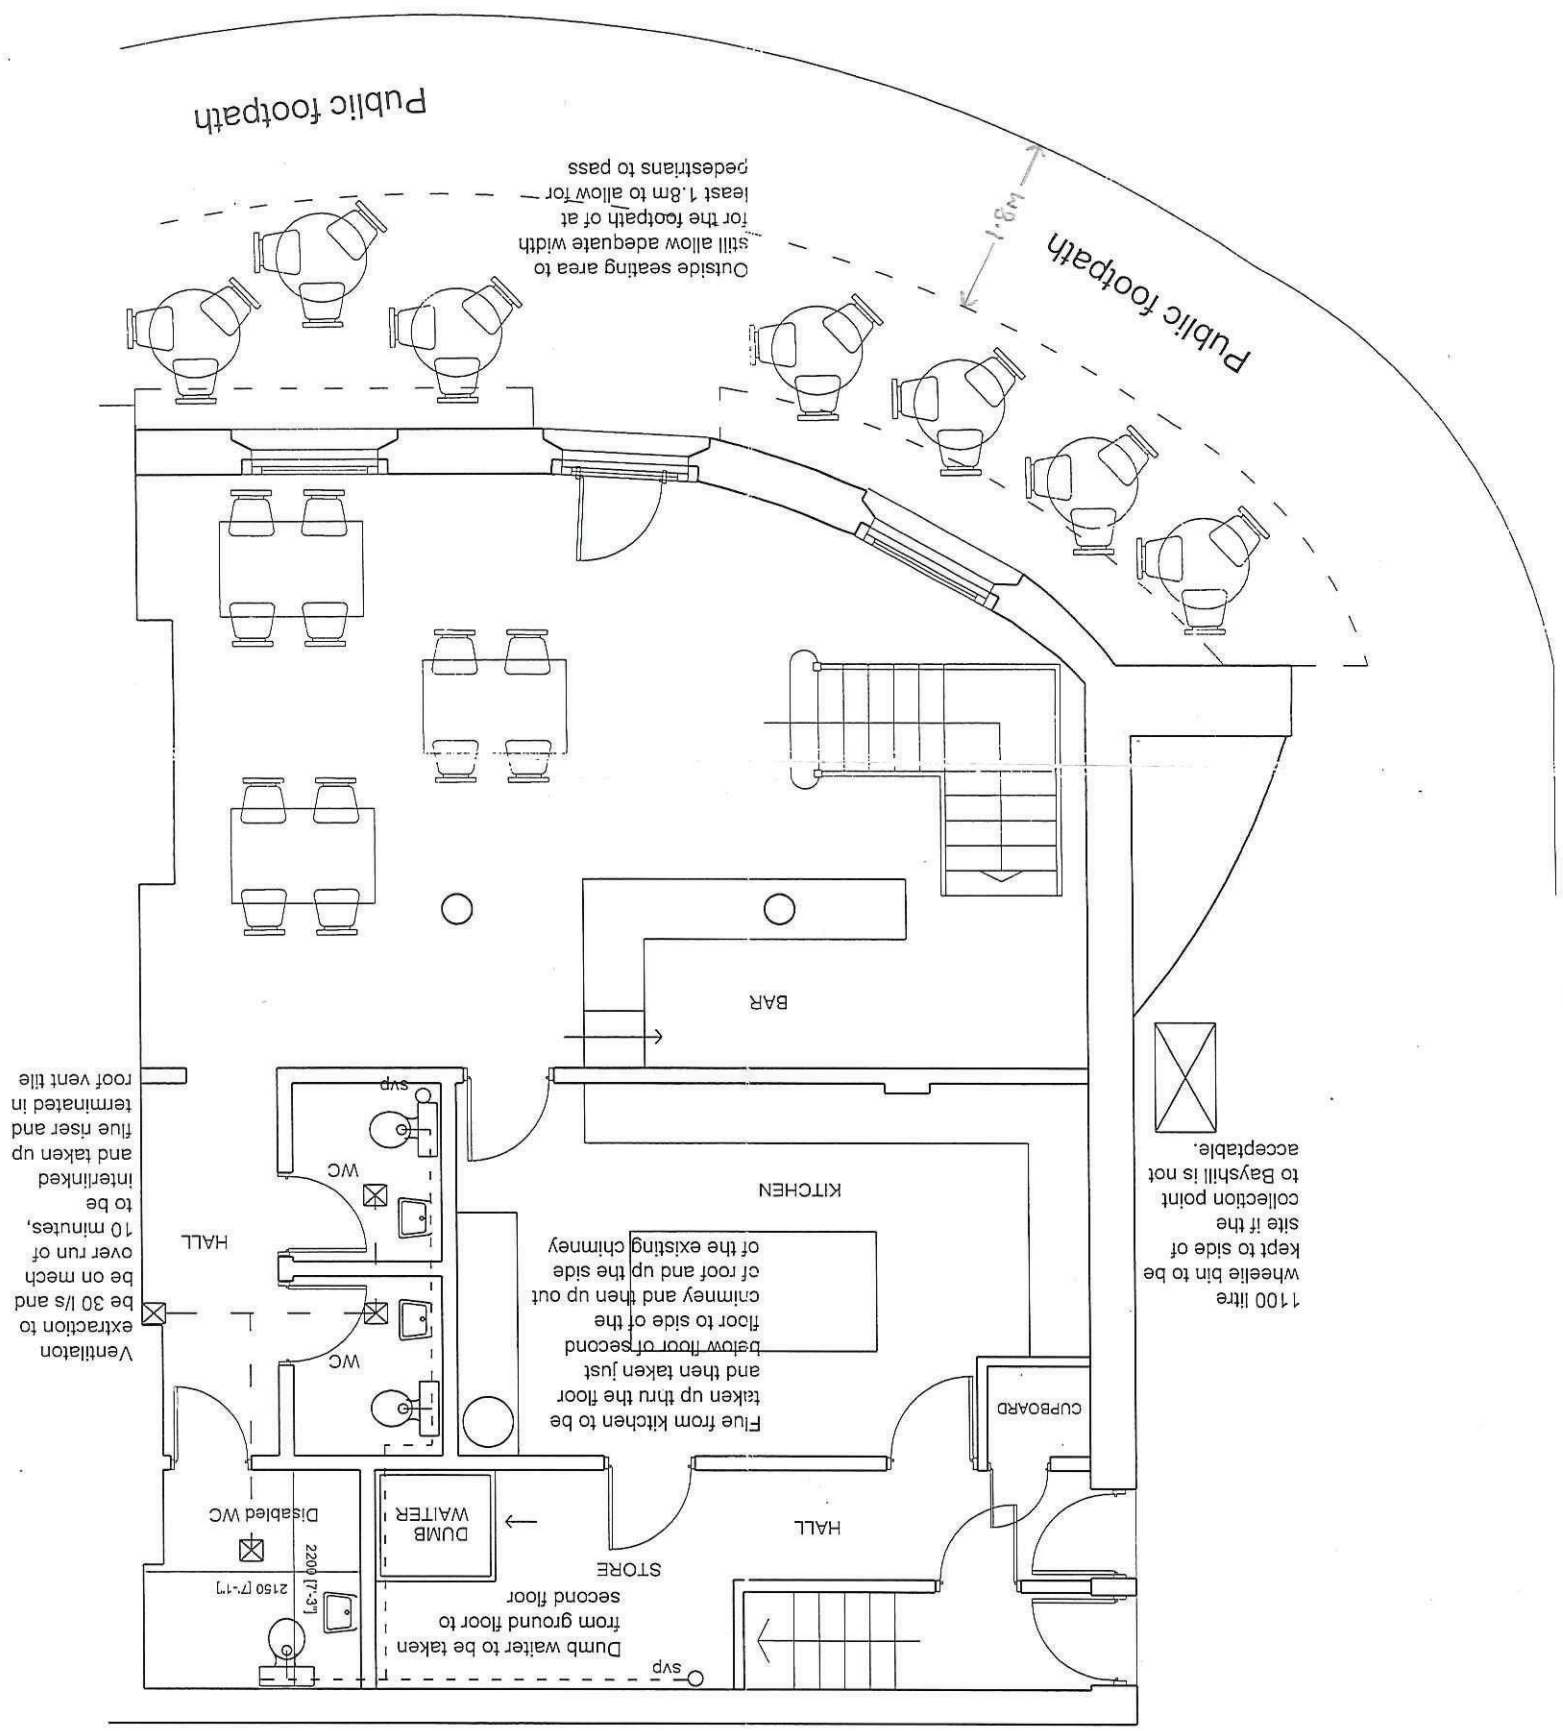 svp
Dumb waiter to be taken
from ground floor to
second floor
STORE
2150 [7'-1"]
2200 [7'-3"]
Disabled WC
DUMB
WAITER
HALL
CUPBOARD
Flue from kitchen to be
taken up thru the floor
and then taken just
below floor of second
floor to side of the
chimney and then up out
of roof and up the side
of the existing chimney
KITCHEN
WC
WC
svp
HALL
Ventilaton
extraction to
be 30 l/s and
be on mech
over run of
10 minutes,
to be
interlinked
and taken up
flue riser and
terminated in
roof vent tile
1100 litre
wheelie bin to be
kept to side of
site if the
collection point
to Bayshill is not
acceptable.
BAR
Public footpath
1.8M
Outside seating area to
still allow adequate width
for the footpath of at
least 1.8m to allow for
pedestrians to pass
Public footpath